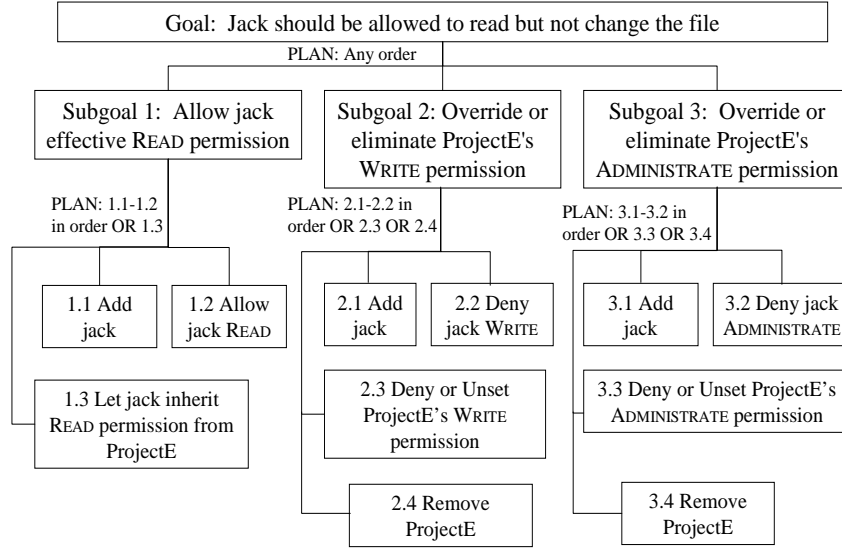 Goal:  Jack should be allowed to read but not change the file
PLAN: Any order
Subgoal 1:  Allow jack
effective READ permission
Subgoal 2: Override or
eliminate ProjectE's
WRITE permission
Subgoal 3:  Override or
eliminate ProjectE's
ADMINISTRATE permission
PLAN: 1.1-1.2
in order OR 1.3
PLAN: 2.1-2.2 in
order OR 2.3 OR 2.4
PLAN: 3.1-3.2 in
order OR 3.3 OR 3.4
1.1 Add
jack
1.2 Allow
jack READ
2.1 Add
jack
2.2 Deny
jack WRITE
3.1 Add
jack
3.2 Deny jack
ADMINISTRATE
1.3 Let jack inherit
READ permission from
ProjectE
2.3 Deny or Unset
ProjectE's WRITE
permission
3.3 Deny or Unset ProjectE’s
ADMINISTRATE permission
2.4 Remove
ProjectE
3.4 Remove
ProjectE